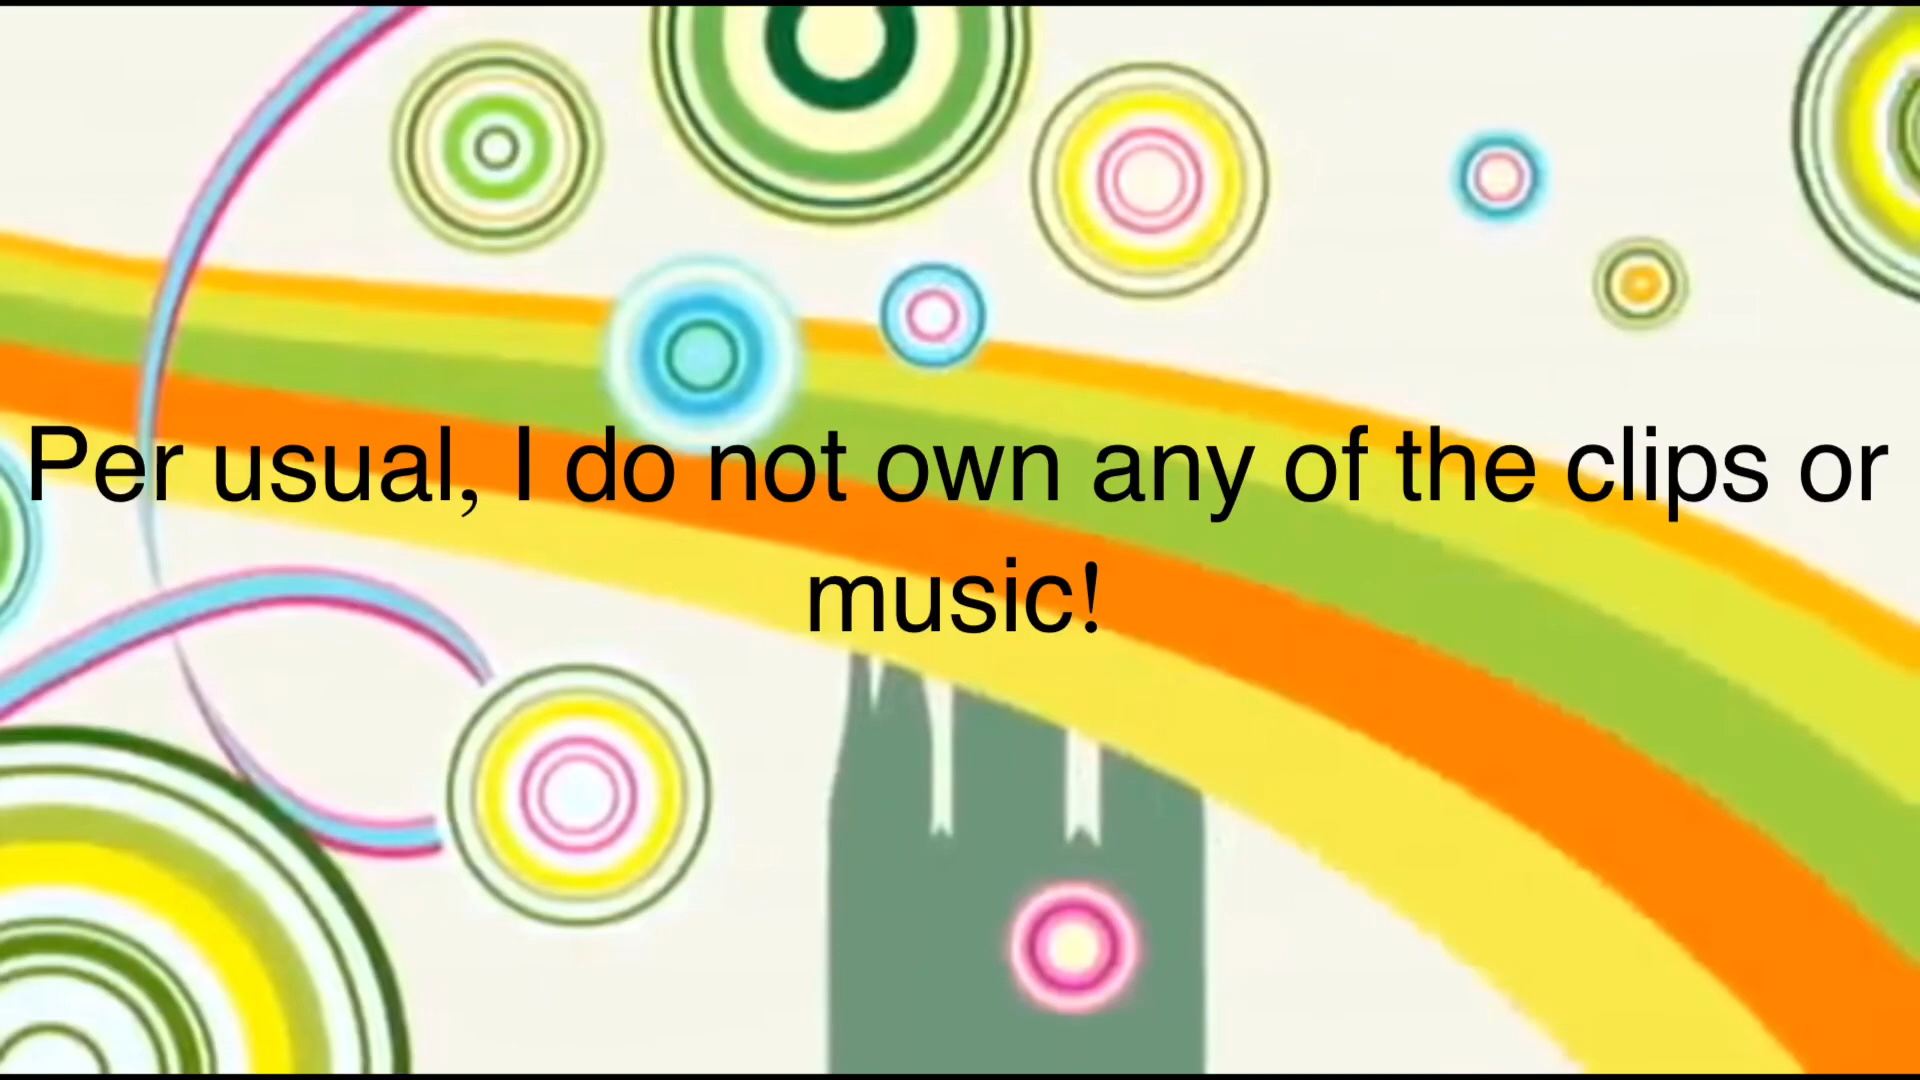 Per usual, I do not own any of the clips or
music!